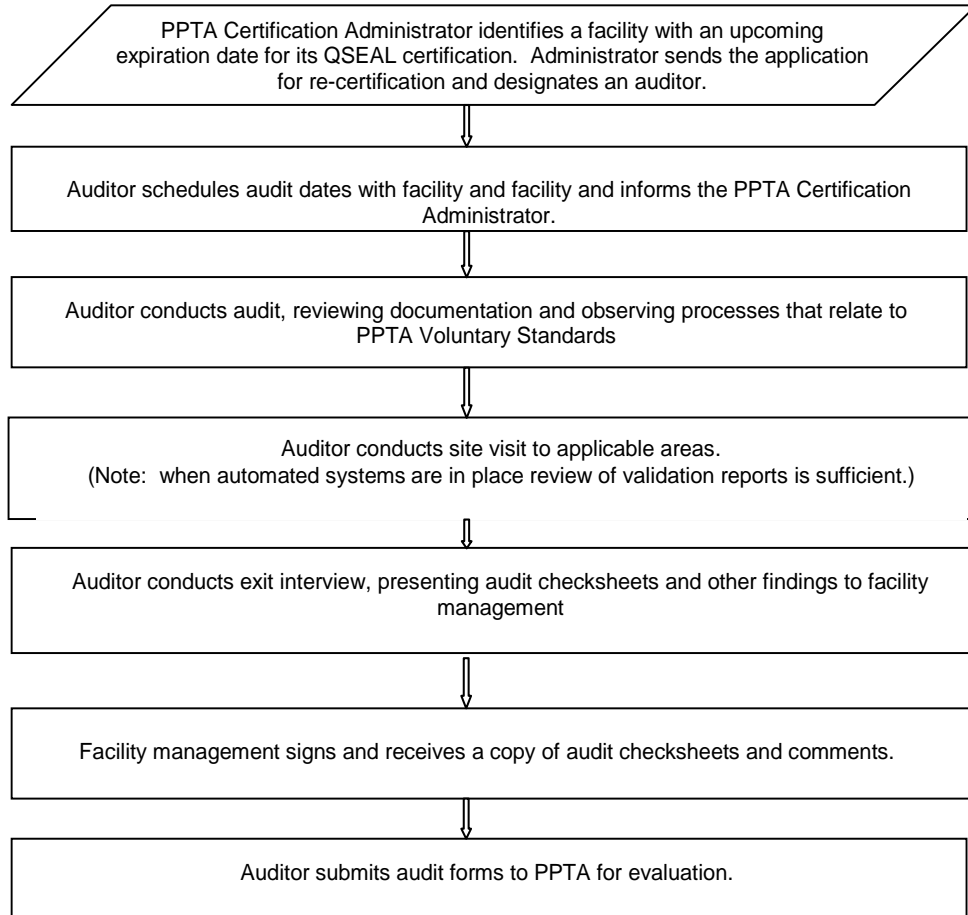 PPTA Certification Administrator identifies a facility with an upcoming
expiration date for its QSEAL certification.  Administrator sends the application
for re-certification and designates an auditor.
Auditor schedules audit dates with facility and facility and informs the PPTA Certification
Administrator.
Auditor conducts audit, reviewing documentation and observing processes that relate to
PPTA Voluntary Standards
Auditor conducts site visit to applicable areas.
(Note:  when automated systems are in place review of validation reports is sufficient.)
Auditor conducts exit interview, presenting audit checksheets and other findings to facility
management
Facility management signs and receives a copy of audit checksheets and comments.
Auditor submits audit forms to PPTA for evaluation.